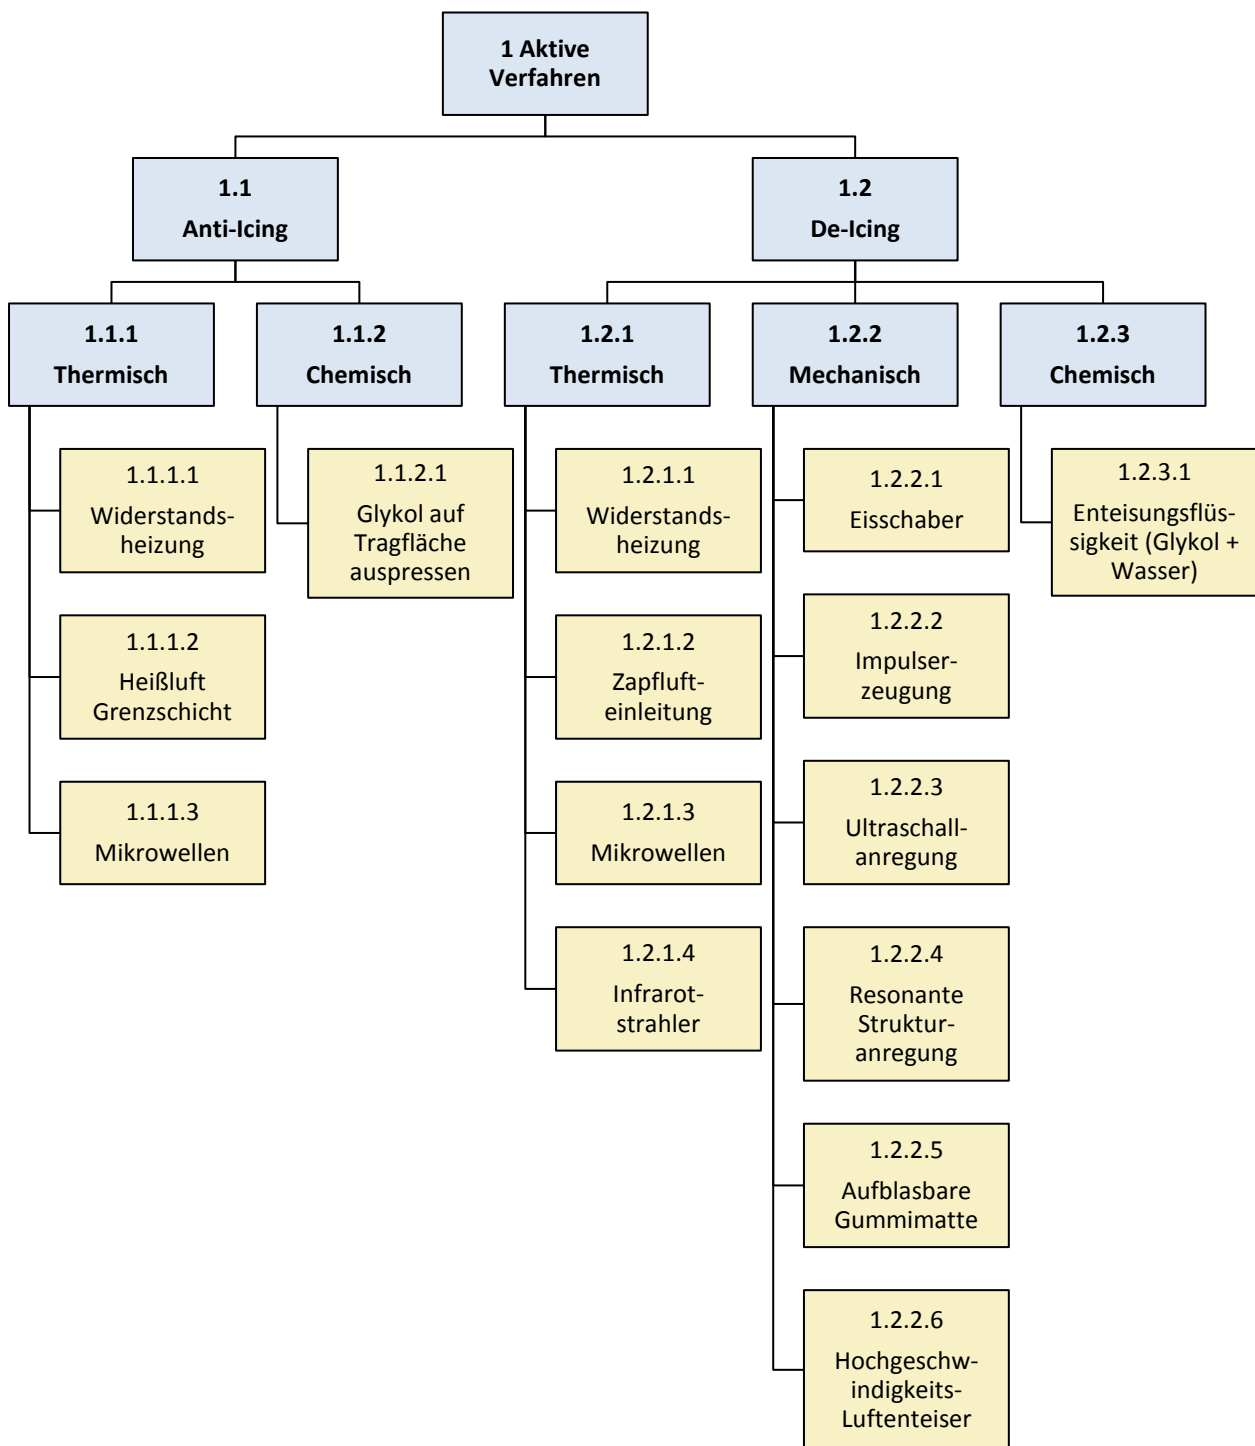 1 Aktive
Verfahren
1.1
Anti-Icing
1.2
De-Icing
1.1.1
Thermisch
1.1.2
Chemisch
1.2.1
Thermisch
1.2.2
Mechanisch
1.2.3
Chemisch
1.1.1.1
Widerstands-
heizung
1.1.1.2
Heißluft
Grenzschicht
1.1.1.3
Mikrowellen
1.1.2.1
Glykol auf
Tragfläche
auspressen
1.2.1.1
Widerstands-
heizung
1.2.1.2
Zapfluft-
einleitung
1.2.1.3
Mikrowellen
1.2.1.4
Infrarot-
strahler
1.2.2.1
Eisschaber
1.2.2.2
Impulser-
zeugung
1.2.2.3
Ultraschall-
anregung
1.2.2.4
Resonante
Struktur-
anregung
1.2.2.5
Aufblasbare
Gummimatte
1.2.2.6
Hochgeschw-
indigkeits-
Luftenteiser
1.2.3.1
Enteisungsflüs-
sigkeit (Glykol +
Wasser)